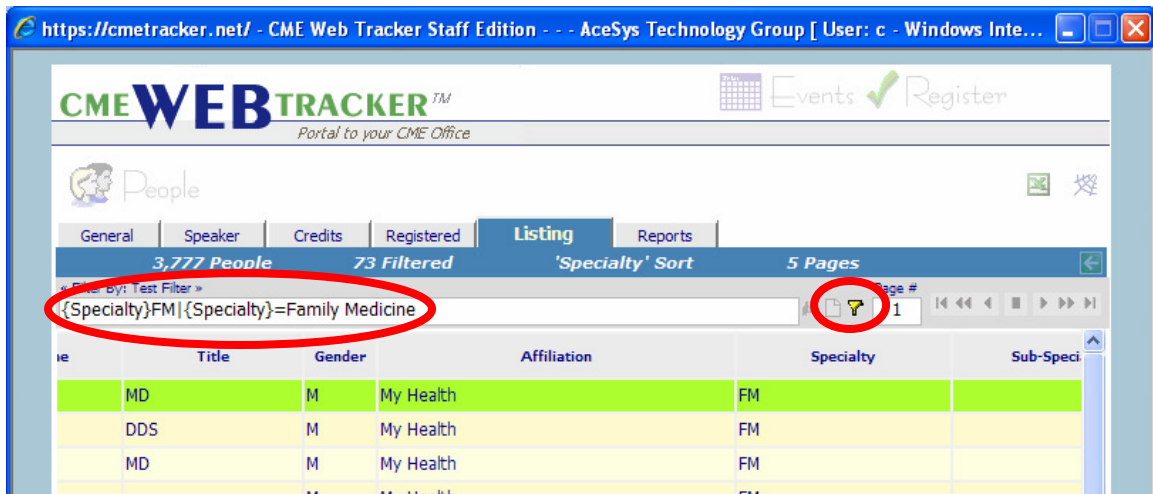 https://cmetracker.net/ - CME Web Tracker Staff Edition - - - AceSys Technology Group [ User: c - Windows Inte...
CMEWEBTRACKER™
Portal to your CME Office
Events Register
People
General Speaker Credits Registered Listing Reports
3,777 People 73 Filtered 'Specialty' Sort 5 Pages
« Filter By: Test Filter » Page #
|{Specialty}FM|{Specialty}=Family Medicine 1
Title Gender Affiliation Specialty Sub-Speci
MD M My Health FM
DDS M My Health FM
MD M My Health FM